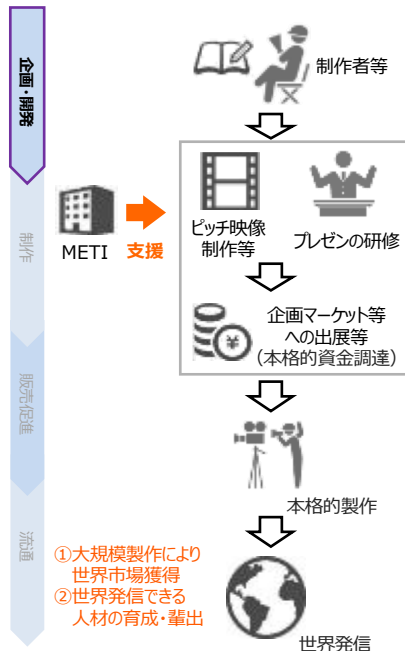 企画・開発
制作
販売促進
流通
制作者等
METI
支援
ピッチ映像
制作等
プレゼンの研修
企画マーケット等
への出展等
（本格的資金調達）
¥
本格的製作
①大規模製作により
世界市場獲得
②世界発信できる
人材の育成・輩出
世界発信